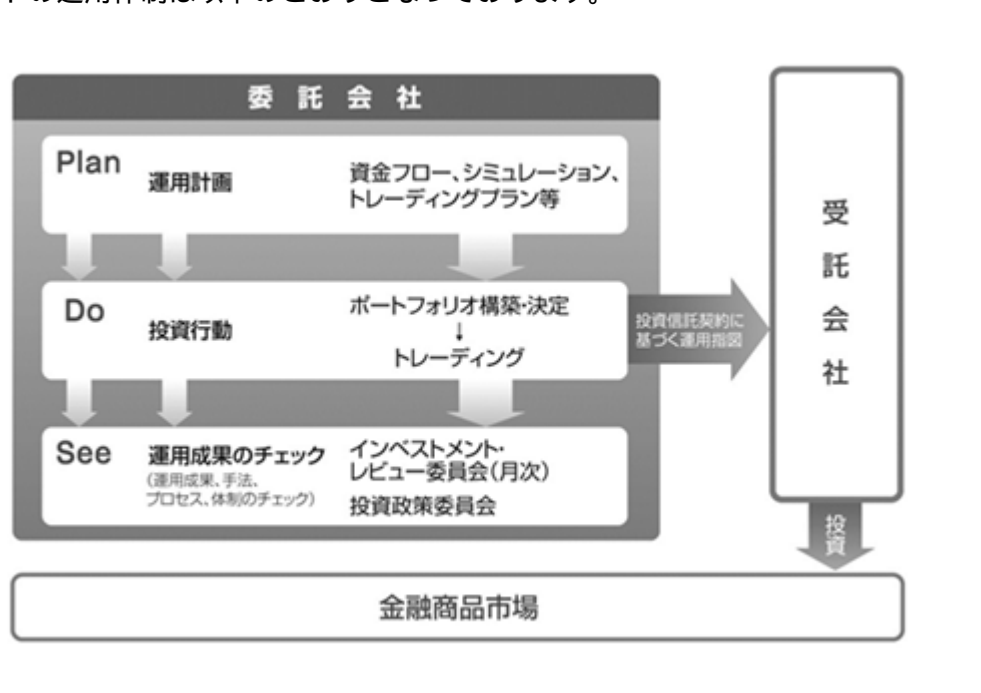 の運用体制は以下のとおりとなっております。
委託会社
Plan
運用計画
資金フロー、シミュレーション、
トレーディングプラン等
Do
投資行動
ポートフォリオ構築・決定
↓
トレーディング
See
運用成果のチェック
(運用成果、手法、
プロセス、体制のチェック)
インベストメント・
レビュー委員会(月次)
投資政策委員会
投資信託契約に
基づく運用指図
受託会社
投資
金融商品市場